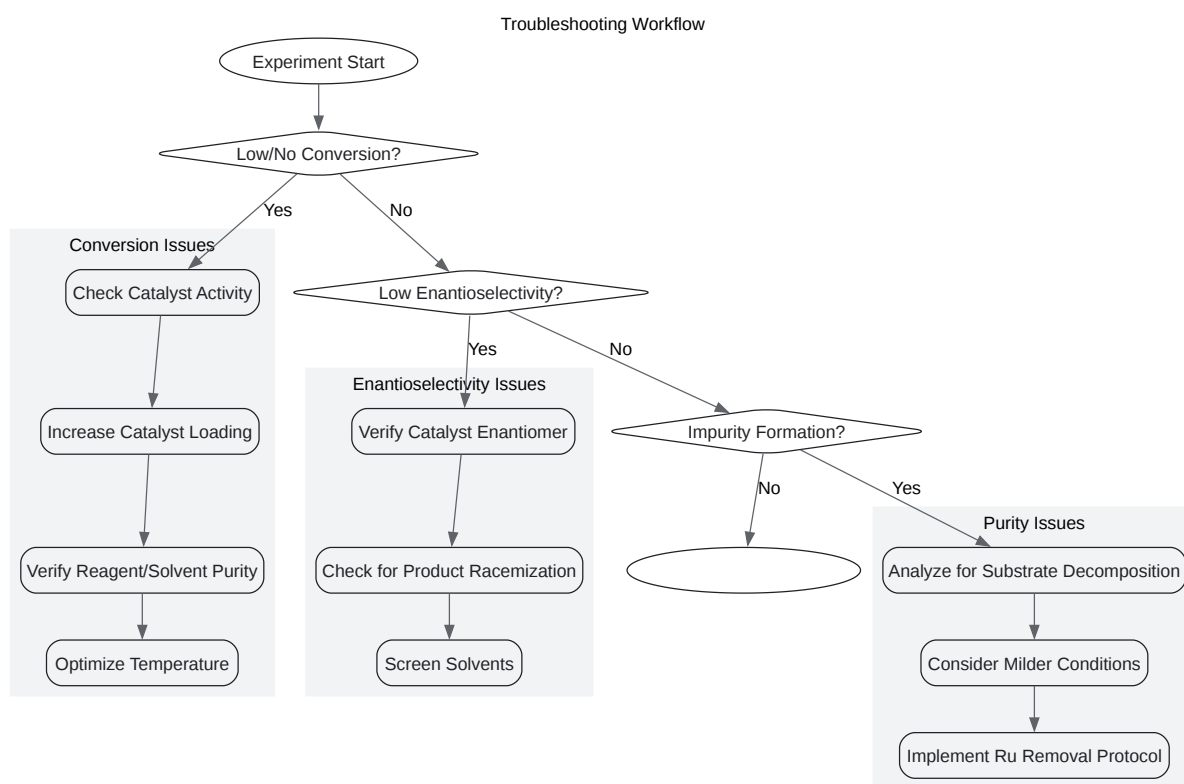 Troubleshooting Workflow
Experiment Start
Low/No Conversion?
Yes
No
Conversion Issues
Check Catalyst Activity
Low Enantioselectivity?
Increase Catalyst Loading
Yes
No
Enantioselectivity Issues
Verify Catalyst Enantiomer
Impurity Formation?
Verify Reagent/Solvent Purity
Check for Product Racemization
No
Yes
Purity Issues
Analyze for Substrate Decomposition
Optimize Temperature
Screen Solvents
Consider Milder Conditions
Implement Ru Removal Protocol